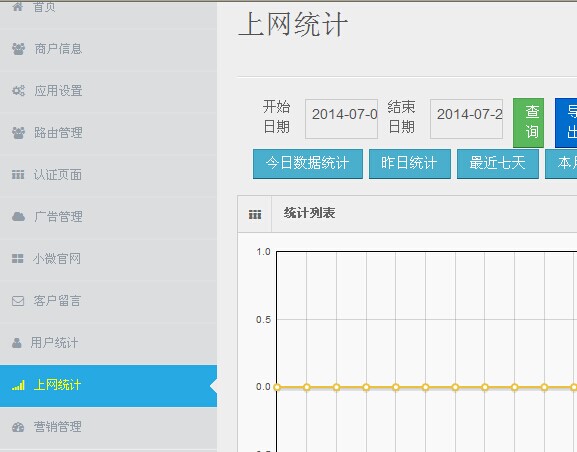 首页
商户信息
应用设置
路由管理
认证页面
广告管理
小微官网
客户留言
用户统计
上网统计
营销管理
上网统计
开始日期 2014-07-0 结束日期 2014-07-2 查询 导出
今日数据统计 昨日统计 最近七天 本月
统计列表
1.0
0.5
0.0